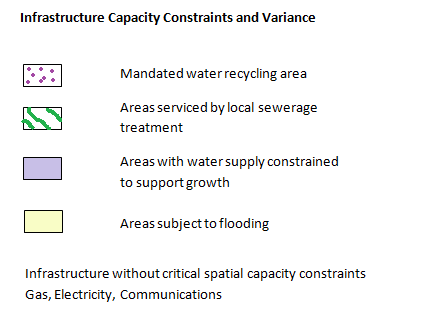 Infrastructure Capacity Constraints and Variance
Mandated water recycling area
Areas serviced by local sewerage
treatment
Areas with water supply constrained
to support growth
Areas subject to flooding
Infrastructure without critical spatial capacity constraints
Gas, Electricity, Communications